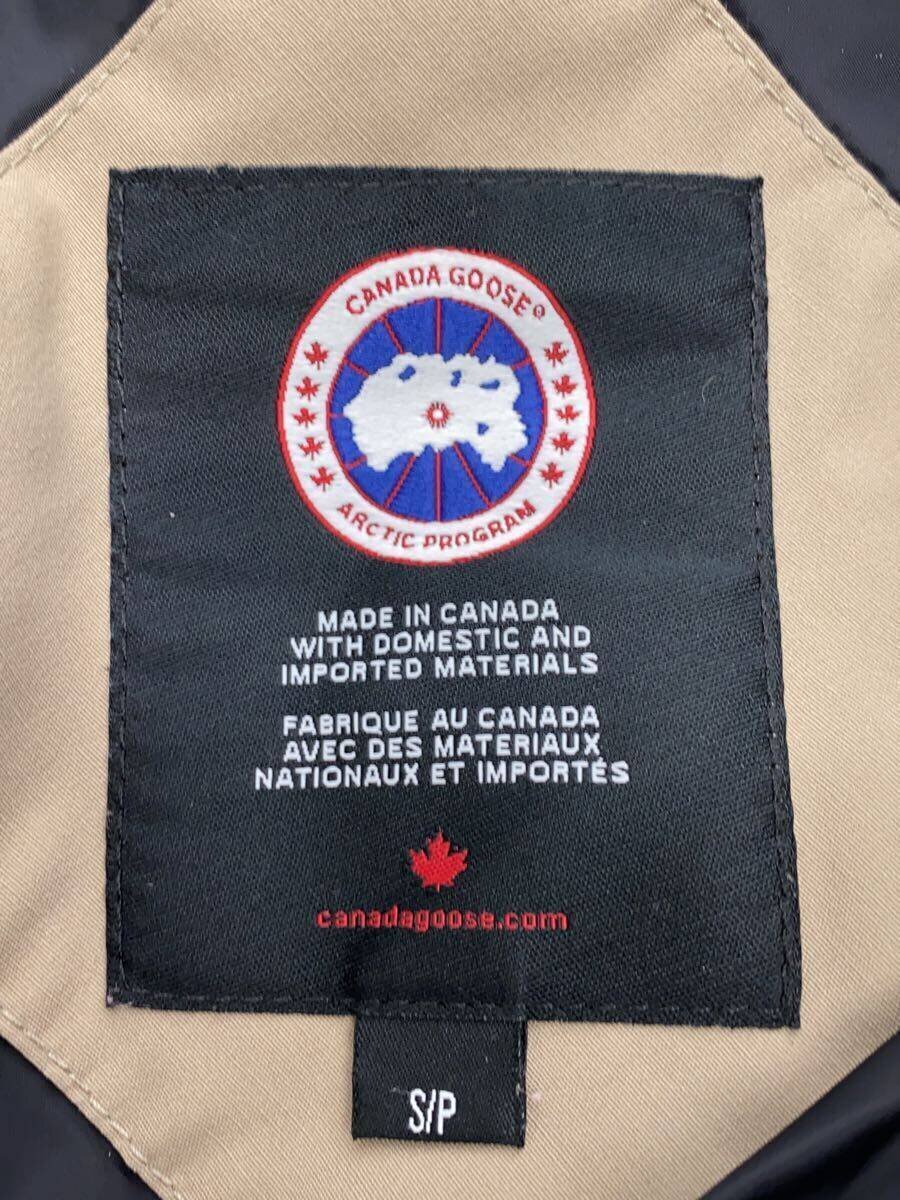 CANADA GOOSE®
ARCTIC PROGRAM
MADE IN CANADA
WITH DOMESTIC AND
IMPORTED MATERIALS
FABRIQUE AU CANADA
AVEC DES MATERIAUX
NATIONAUX ET IMPORTÉS
canadagoose.com
S/P